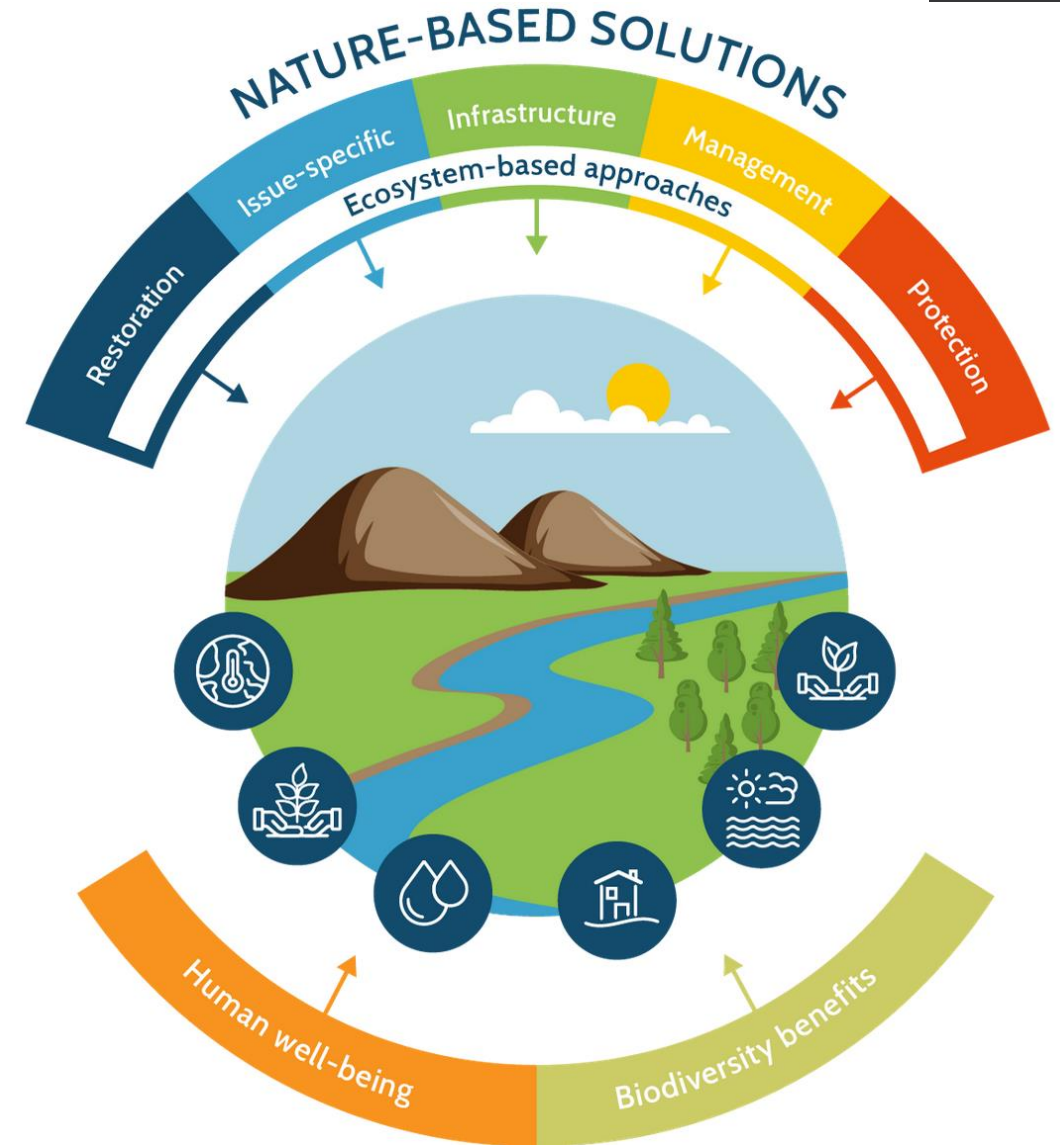 NATURE-BASED SOLUTIONS
Restoration
Issue-specific
Infrastructure
Management
Protection
Ecosystem-based approaches
Human well-being
Biodiversity benefits